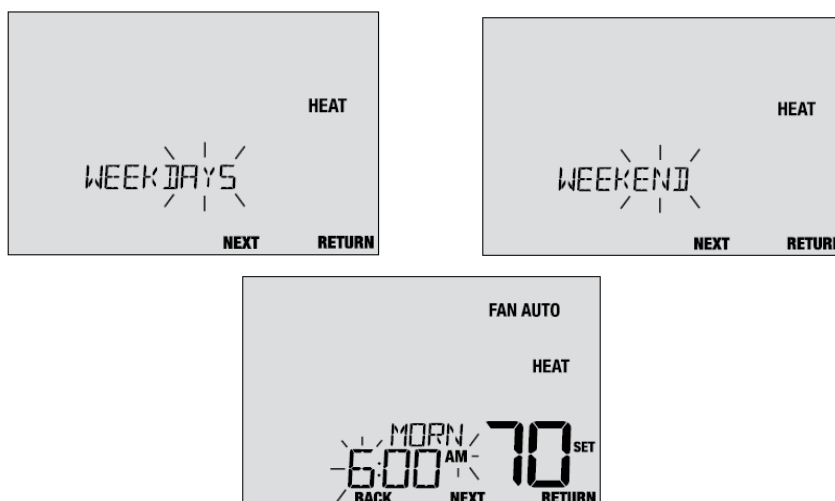 HEAT
WEEKDAYS
NEXT RETURN
HEAT
WEEKEND
NEXT RETURN
FAN AUTO
HEAT
MORN
6:00 AM 70 SET
BACK NEXT RETURN